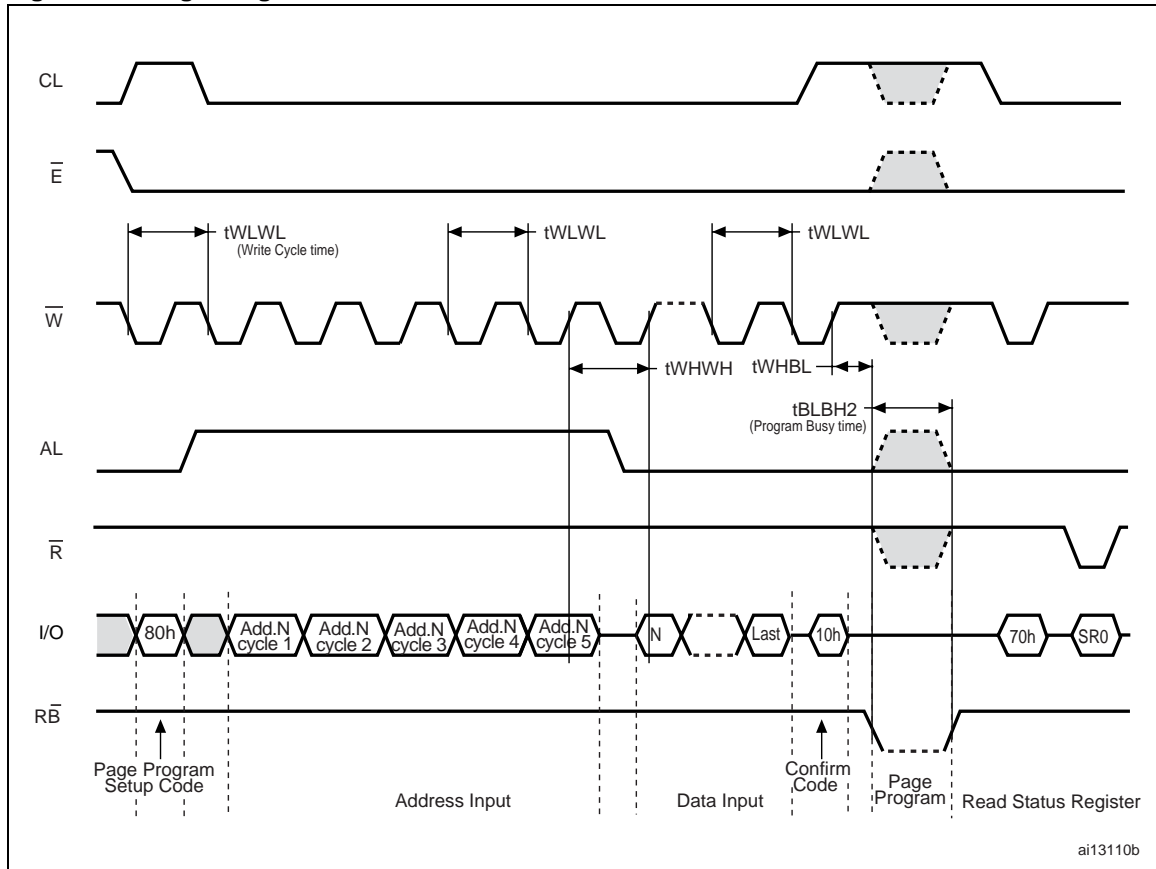 CL
E
tWLWL
(Write Cycle time)
tWLWL
tWLWL
W
tWHWH
tWHBL
tBLBH2
(Program Busy time)
AL
R
I/O
80h
Add.N
cycle 1
Add.N
cycle 2
Add.N
cycle 3
Add.N
cycle 4
Add.N
cycle 5
N
Last
10h
70h
SR0
RB
Page Program
Setup Code
Address Input
Data Input
Confirm
Code
Page
Program
Read Status Register
ai13110b